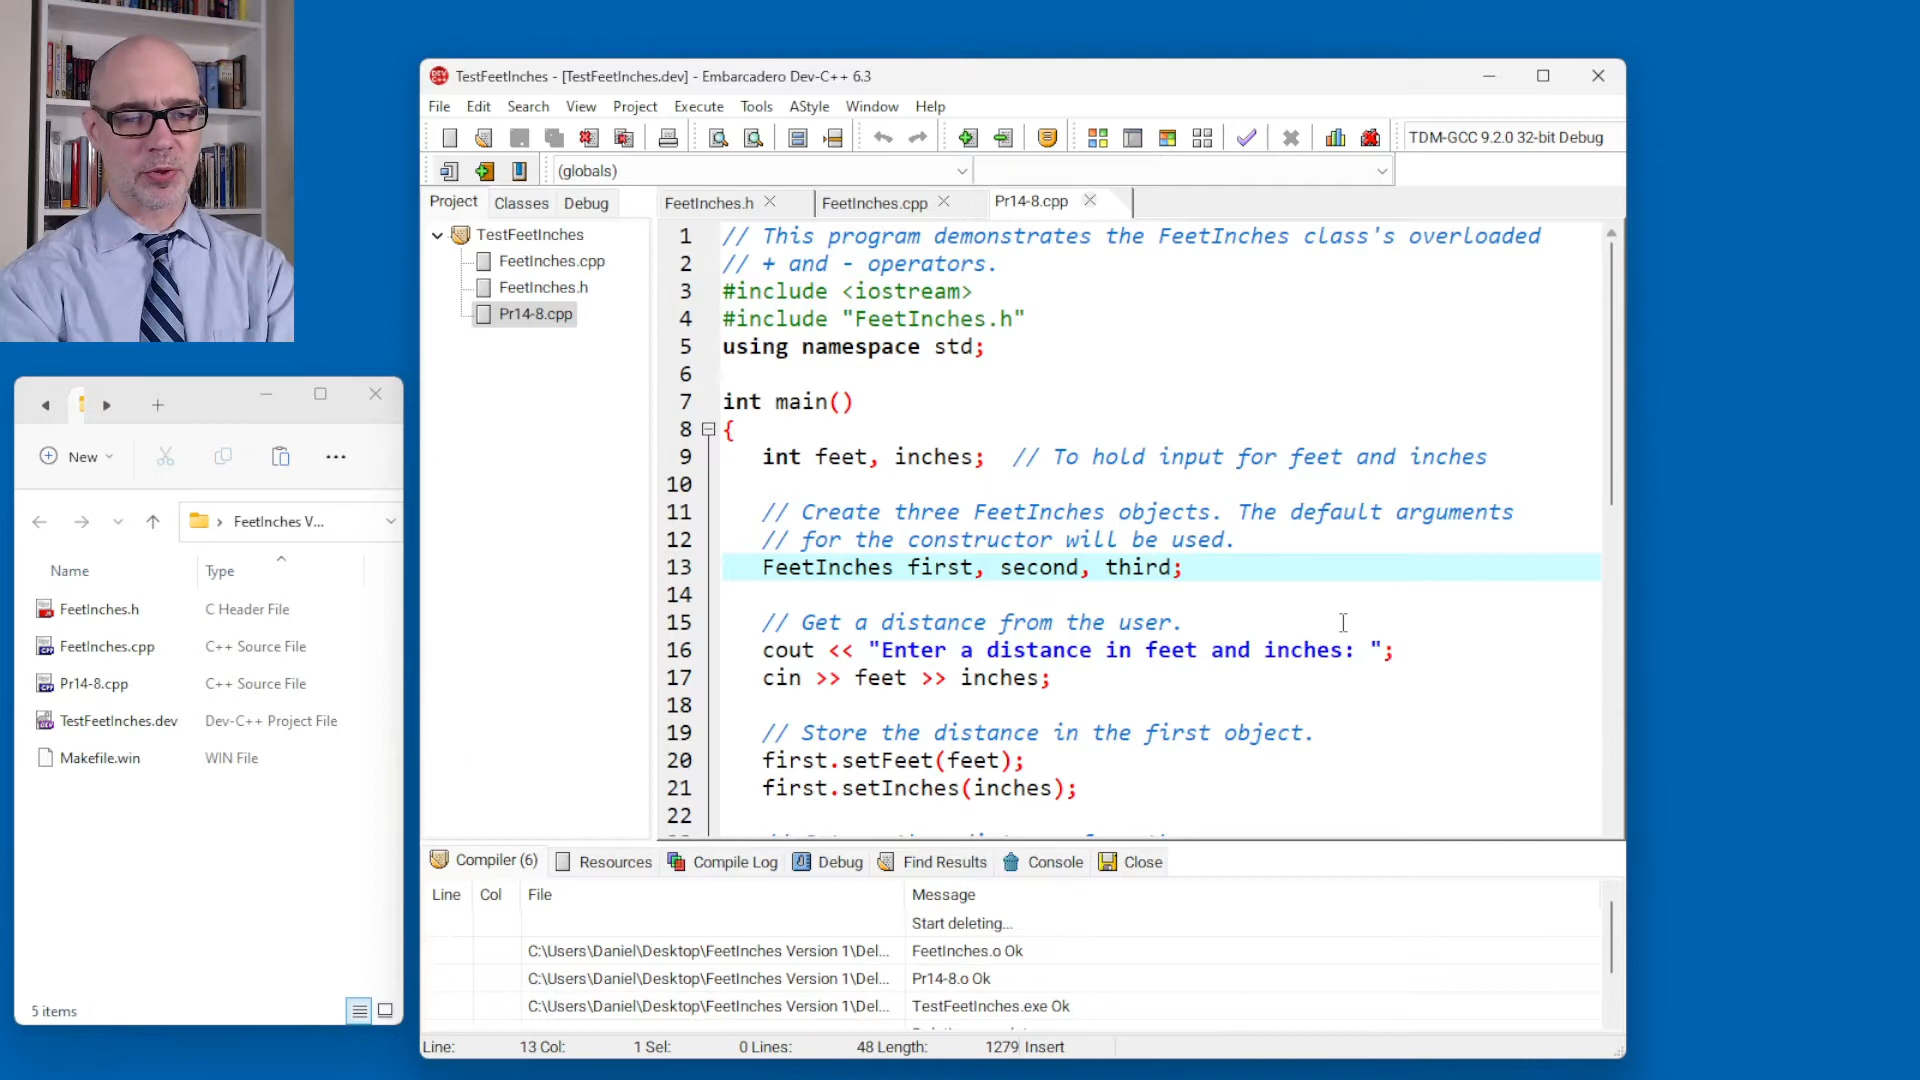 TestFeetInches - [TestFeetInches.dev] - Embarcadero Dev-C++ 6.3
File Edit Search View Project Execute Tools AStyle Window Help
TDM-GCC 9.2.0 32-bit Debug
(globals)
Project Classes Debug
FeetInches.h FeetInches.cpp Pr14-8.cpp
TestFeetInches
FeetInches.cpp
FeetInches.h
Pr14-8.cpp
1 // This program demonstrates the FeetInches class's overloaded
2 // + and - operators.
3 #include <iostream>
4 #include "FeetInches.h"
5 using namespace std;
6
7 int main()
8 {
9 int feet, inches; // To hold input for feet and inches
10
11 // Create three FeetInches objects. The default arguments
12 // for the constructor will be used.
13 FeetInches first, second, third;
14
15 // Get a distance from the user.
16 cout << "Enter a distance in feet and inches: ";
17 cin >> feet >> inches;
18
19 // Store the distance in the first object.
20 first.setFeet(feet);
21 first.setInches(inches);
22
New
FeetInches V...
Name Type
FeetInches.h C Header File
FeetInches.cpp C++ Source File
Pr14-8.cpp C++ Source File
TestFeetInches.dev Dev-C++ Project File
Makefile.win WIN File
5 items
Compiler (6) Resources Compile Log Debug Find Results Console Close
Line Col File Message
Start deleting...
C:\Users\Daniel\Desktop\FeetInches Version 1\Del... FeetInches.o Ok
C:\Users\Daniel\Desktop\FeetInches Version 1\Del... Pr14-8.o Ok
C:\Users\Daniel\Desktop\FeetInches Version 1\Del... TestFeetInches.exe Ok
Line: 13 Col: 1 Sel: 0 Lines: 48 Length: 1279 Insert